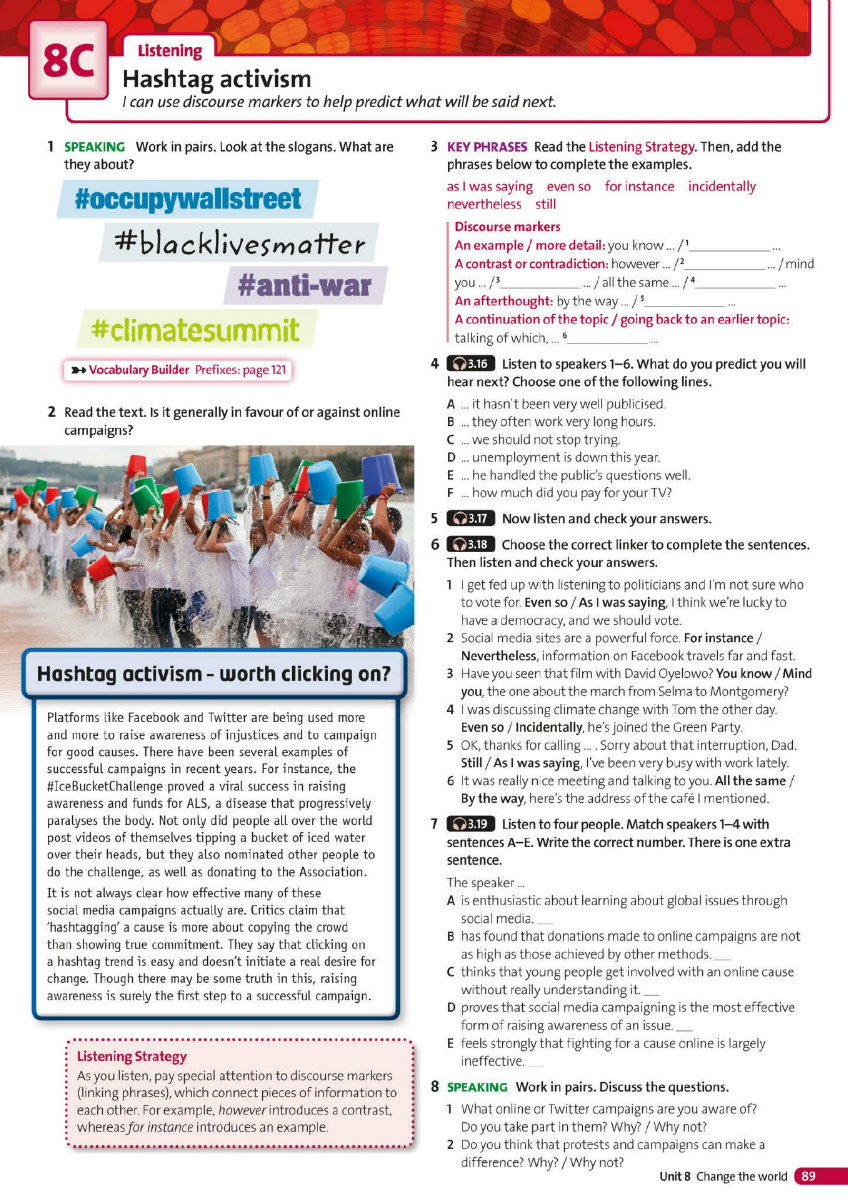 8C
Listening
Hashtag activism
I can use discourse markers to help predict what will be said next.
1 SPEAKING Work in pairs. Look at the slogans. What are
they about?
#occupywallstreet
#blacklivesmatter
#anti-war
#climatesummit
➳ Vocabulary Builder Prefixes: page 121
2 Read the text. Is it generally in favour of or against online
campaigns?
Hashtag activism – worth clicking on?
Platforms like Facebook and Twitter are being used more
and more to raise awareness of injustices and to campaign
for good causes. There have been several examples of
successful campaigns in recent years. For instance, the
#IceBucketChallenge proved a viral success in raising
awareness and funds for ALS, a disease that progressively
paralyses the body. Not only did people all over the world
post videos of themselves tipping a bucket of iced water
over their heads, but they also nominated other people to
do the challenge, as well as donating to the Association.
It is not always clear how effective many of these
social media campaigns actually are. Critics claim that
'hashtagging' a cause is more about copying the crowd
than showing true commitment. They say that clicking on
a hashtag trend is easy and doesn't initiate a real desire for
change. Though there may be some truth in this, raising
awareness is surely the first step to a successful campaign.
Listening Strategy
As you listen, pay special attention to discourse markers
(linking phrases), which connect pieces of information to
each other. For example, however introduces a contrast,
whereas for instance introduces an example.
3 KEY PHRASES Read the Listening Strategy. Then, add the
phrases below to complete the examples.
as I was saying even so for instance incidentally
nevertheless still
Discourse markers
An example / more detail: you know ... / 1____________ ...
A contrast or contradiction: however ... / 2____________ ... / mind
you ... / 3____________ ... / all the same ... / 4____________ ...
An afterthought: by the way ... / 5____________ ...
A continuation of the topic / going back to an earlier topic:
talking of which, ... 6____________ ...
4 3.16 Listen to speakers 1–6. What do you predict you will
hear next? Choose one of the following lines.
A ... it hasn't been very well publicised.
B ... they often work very long hours.
C ... we should not stop trying.
D ... unemployment is down this year.
E ... he handled the public's questions well.
F ... how much did you pay for your TV?
5 3.17 Now listen and check your answers.
6 3.18 Choose the correct linker to complete the sentences.
Then listen and check your answers.
1 I get fed up with listening to politicians and I'm not sure who
to vote for. Even so / As I was saying, I think we're lucky to
have a democracy, and we should vote.
2 Social media sites are a powerful force. For instance /
Nevertheless, information on Facebook travels far and fast.
3 Have you seen that film with David Oyelowo? You know / Mind
you, the one about the march from Selma to Montgomery?
4 I was discussing climate change with Tom the other day.
Even so / Incidentally, he's joined the Green Party.
5 OK, thanks for calling ... . Sorry about that interruption, Dad.
Still / As I was saying, I've been very busy with work lately.
6 It was really nice meeting and talking to you. All the same /
By the way, here's the address of the café I mentioned.
7 3.19 Listen to four people. Match speakers 1–4 with
sentences A–E. Write the correct number. There is one extra
sentence.
The speaker ...
A is enthusiastic about learning about global issues through
social media. __
B has found that donations made to online campaigns are not
as high as those achieved by other methods. __
C thinks that young people get involved with an online cause
without really understanding it. __
D proves that social media campaigning is the most effective
form of raising awareness of an issue. __
E feels strongly that fighting for a cause online is largely
ineffective. __
8 SPEAKING Work in pairs. Discuss the questions.
1 What online or Twitter campaigns are you aware of?
Do you take part in them? Why? / Why not?
2 Do you think that protests and campaigns can make a
difference? Why? / Why not?
Unit 8 Change the world 89